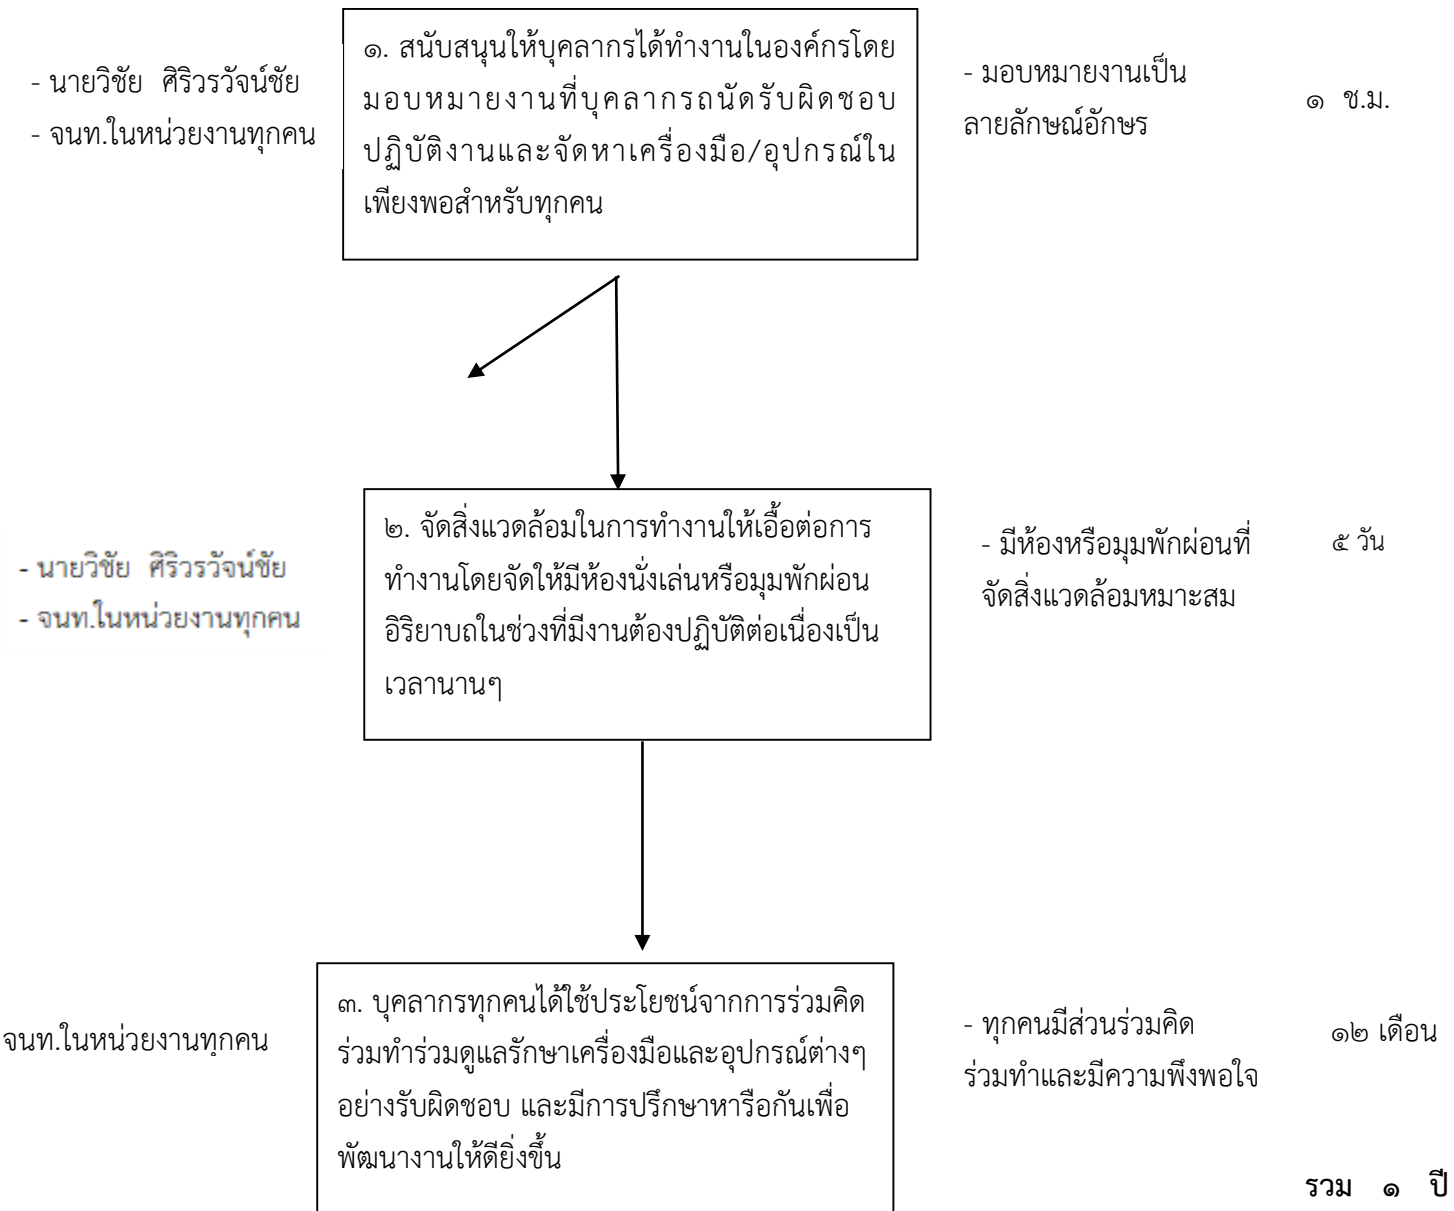 - นายวิชัย ศิริวรวัจน์ชัย
- จนท.ในหน่วยงานทุกคน
๑. สนับสนุนให้บุคลากรได้ทำงานในองค์กรโดย
มอบหมายงานที่บุคลากรถนัดรับผิดชอบ
ปฏิบัติงานและจัดหาเครื่องมือ/อุปกรณ์ใน
เพียงพอสำหรับทุกคน
- มอบหมายงานเป็น
ลายลักษณ์อักษร
๑ ช.ม.
- นายวิชัย ศิริวรวัจน์ชัย
- จนท.ในหน่วยงานทุกคน
๒. จัดสิ่งแวดล้อมในการทำงานให้เอื้อต่อการ
ทำงานโดยจัดให้มีห้องนั่งเล่นหรือมุมพักผ่อน
อิริยาบถในช่วงที่มีงานต้องปฏิบัติต่อเนื่องเป็น
เวลานานๆ
- มีห้องหรือมุมพักผ่อนที่
จัดสิ่งแวดล้อมหมาะสม
๕ วัน
จนท.ในหน่วยงานทุกคน
๓. บุคลากรทุกคนได้ใช้ประโยชน์จากการร่วมคิด
ร่วมทำร่วมดูแลรักษาเครื่องมือและอุปกรณ์ต่างๆ
อย่างรับผิดชอบ และมีการปรึกษาหารือกันเพื่อ
พัฒนางานให้ดียิ่งขึ้น
- ทุกคนมีส่วนร่วมคิด
ร่วมทำและมีความพึงพอใจ
๑๒ เดือน
รวม ๑ ปี